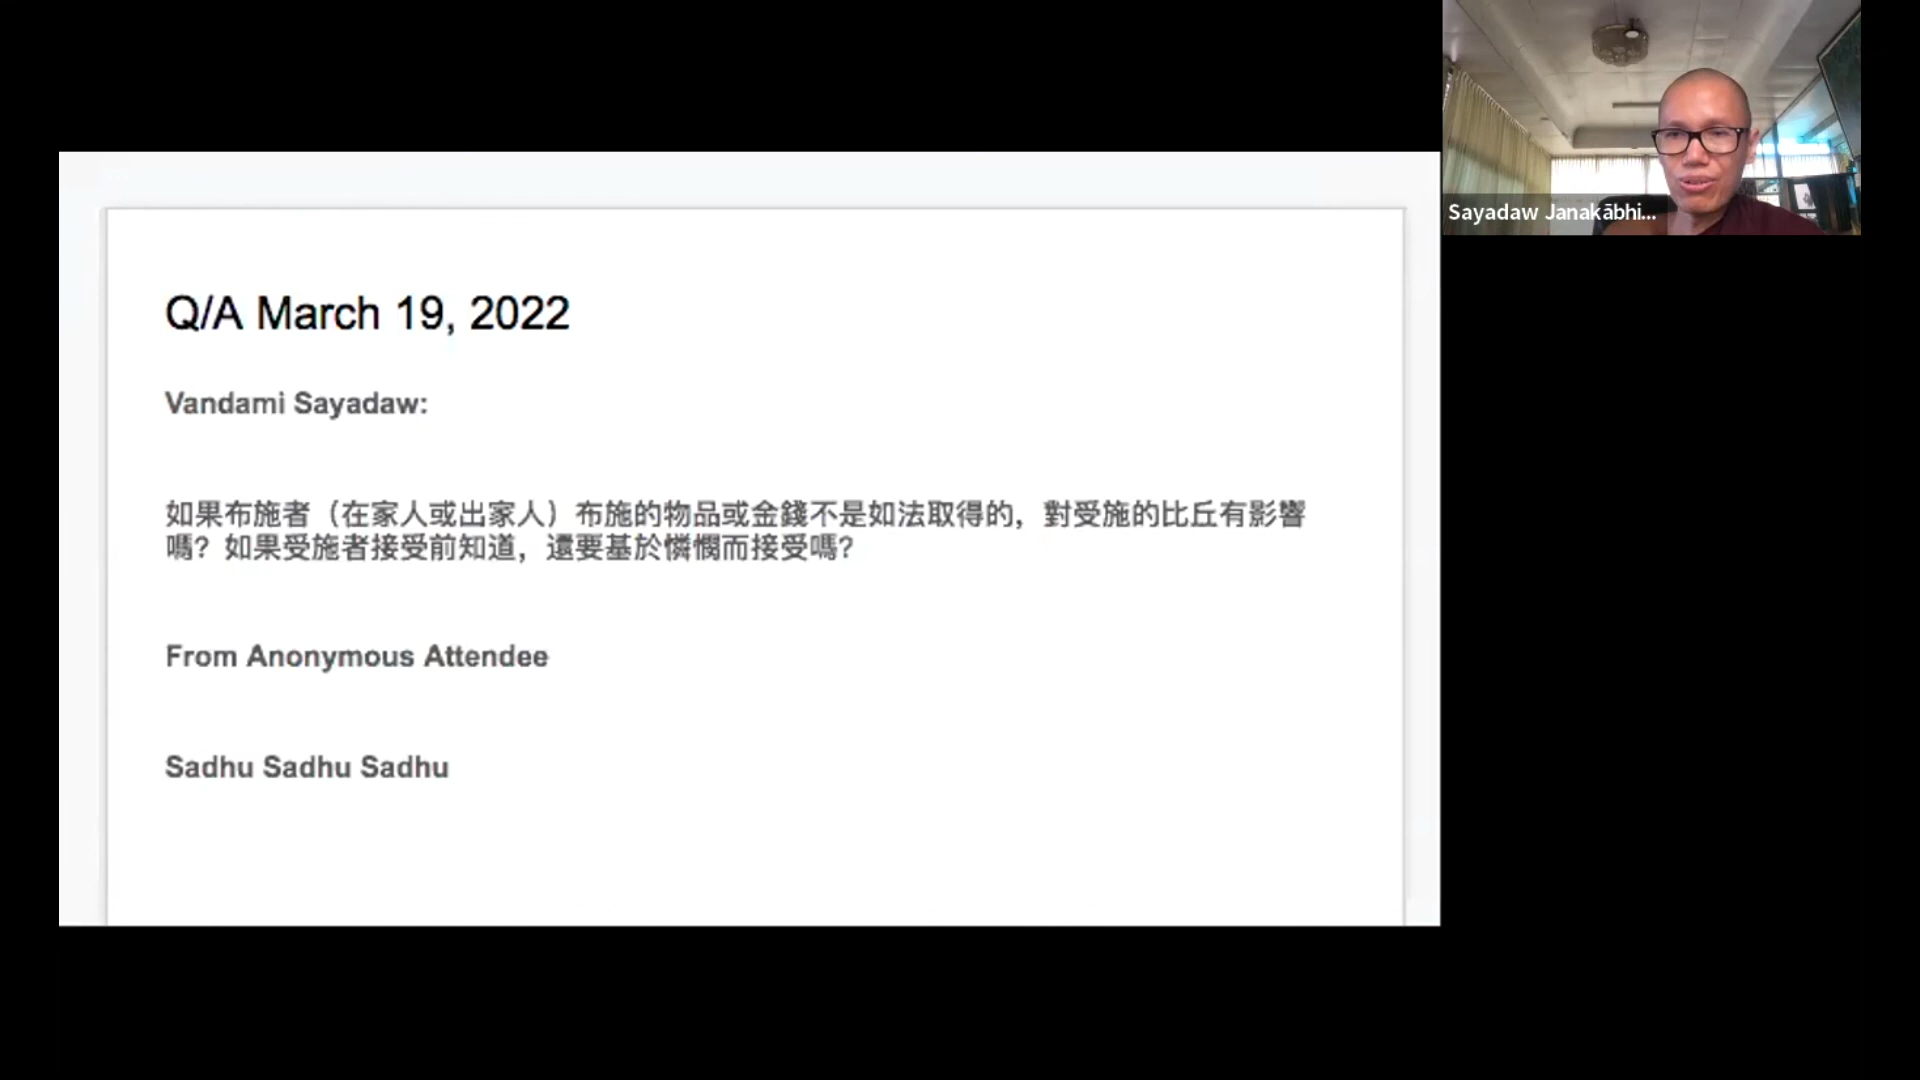 Sayadaw Janakābhi...
Q/A March 19, 2022
Vandami Sayadaw:
如果布施者（在家人或出家人）布施的物品或金錢不是如法取得的，對受施的比丘有影響
嗎？如果受施者接受前知道，還要基於憐憫而接受嗎？
From Anonymous Attendee
Sadhu Sadhu Sadhu